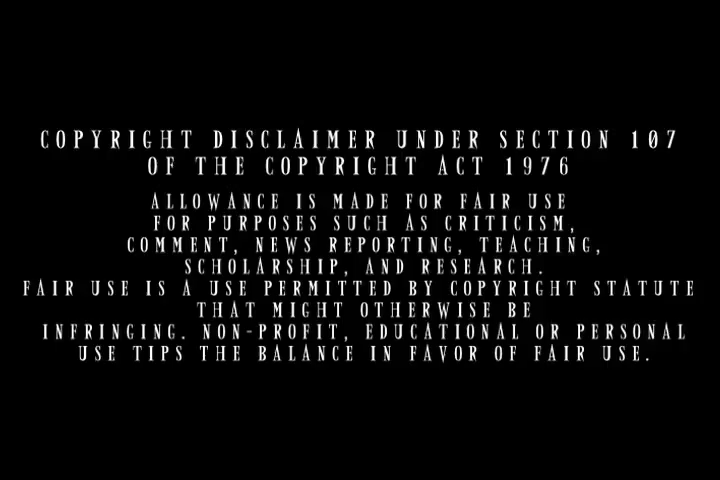 COPYRIGHT DISCLAIMER UNDER SECTION 107
OF THE COPYRIGHT ACT 1976
ALLOWANCE IS MADE FOR FAIR USE
FOR PURPOSES SUCH AS CRITICISM,
COMMENT, NEWS REPORTING, TEACHING,
SCHOLARSHIP, AND RESEARCH.
FAIR USE IS A USE PERMITTED BY COPYRIGHT STATUTE
THAT MIGHT OTHERWISE BE
INFRINGING. NON-PROFIT, EDUCATIONAL OR PERSONAL
USE TIPS THE BALANCE IN FAVOR OF FAIR USE.